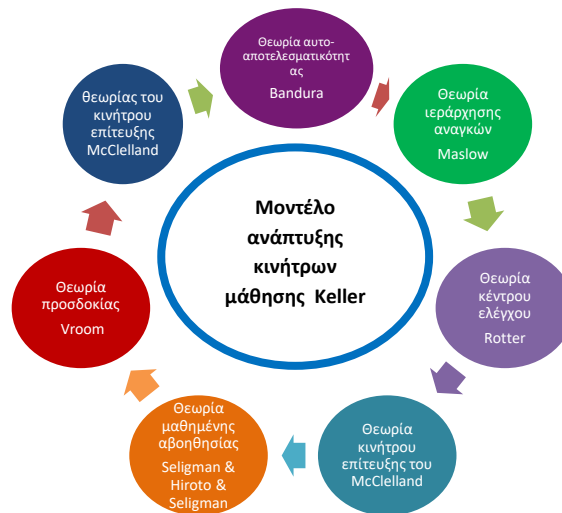 Θεωρία αυτο-
αποτελεσματικότητ
ας
Bandura
Θεωρία
ιεράρχησης
αναγκών
Maslow
Θεωρία
κέντρου
ελέγχου
Rotter
Θεωρία
κινήτρου
επίτευξης του
McClelland
Θεωρία
μαθημένης
αβοηθησίας
Seligman &
Hiroto &
Seligman
Θεωρία
προσδοκίας
Vroom
θεωρίας του
κινήτρου
επίτευξης
McClelland
Μοντέλο
ανάπτυξης
κινήτρων
μάθησης Keller